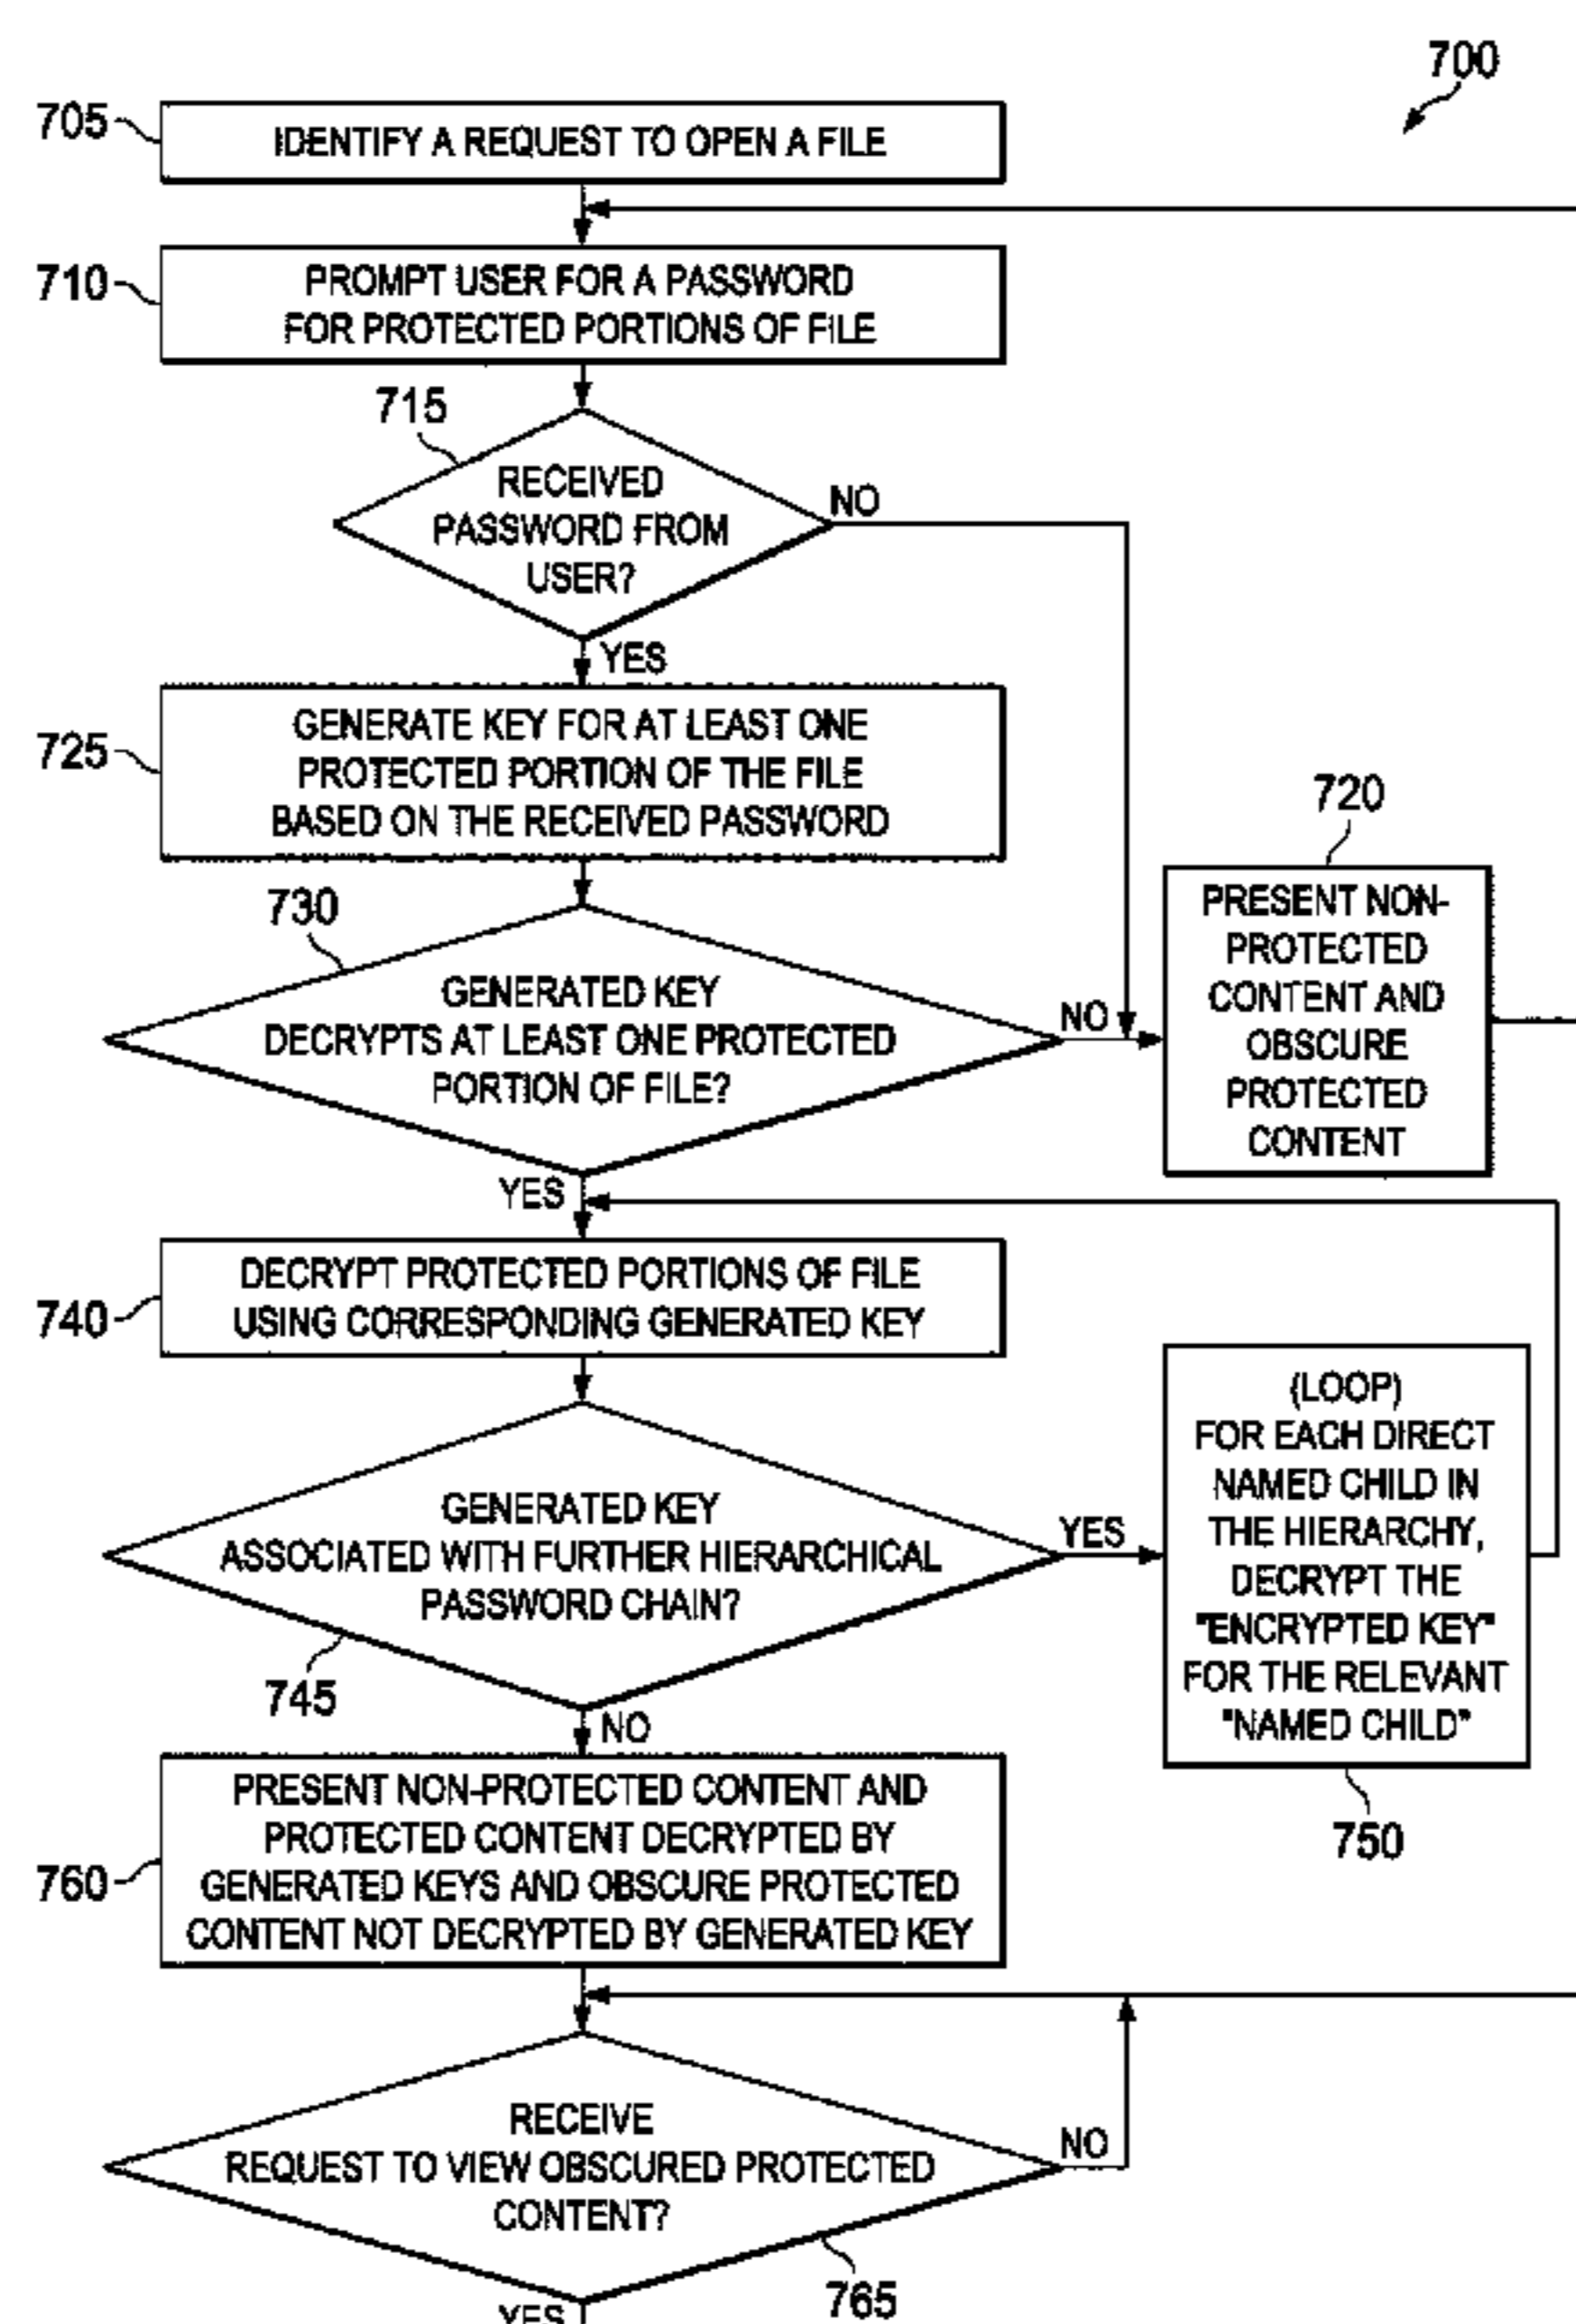 700
705
IDENTIFY A REQUEST TO OPEN A FILE
710
PROMPT USER FOR A PASSWORD
FOR PROTECTED PORTIONS OF FILE
715
RECEIVED
PASSWORD FROM
USER?
NO
YES
725
GENERATE KEY FOR AT LEAST ONE
PROTECTED PORTION OF THE FILE
BASED ON THE RECEIVED PASSWORD
720
PRESENT NON-
PROTECTED
CONTENT AND
OBSCURE
PROTECTED
CONTENT
730
GENERATED KEY
DECRYPTS AT LEAST ONE PROTECTED
PORTION OF FILE?
NO
YES
740
DECRYPT PROTECTED PORTIONS OF FILE
USING CORRESPONDING GENERATED KEY
GENERATED KEY
ASSOCIATED WITH FURTHER HIERARCHICAL
PASSWORD CHAIN?
745
YES
(LOOP)
FOR EACH DIRECT
NAMED CHILD IN
THE HIERARCHY,
DECRYPT THE
"ENCRYPTED KEY"
FOR THE RELEVANT
"NAMED CHILD"
750
NO
760
PRESENT NON-PROTECTED CONTENT AND
PROTECTED CONTENT DECRYPTED BY
GENERATED KEYS AND OBSCURE PROTECTED
CONTENT NOT DECRYPTED BY GENERATED KEY
RECEIVE
REQUEST TO VIEW OBSCURED PROTECTED
CONTENT?
NO
765
YES